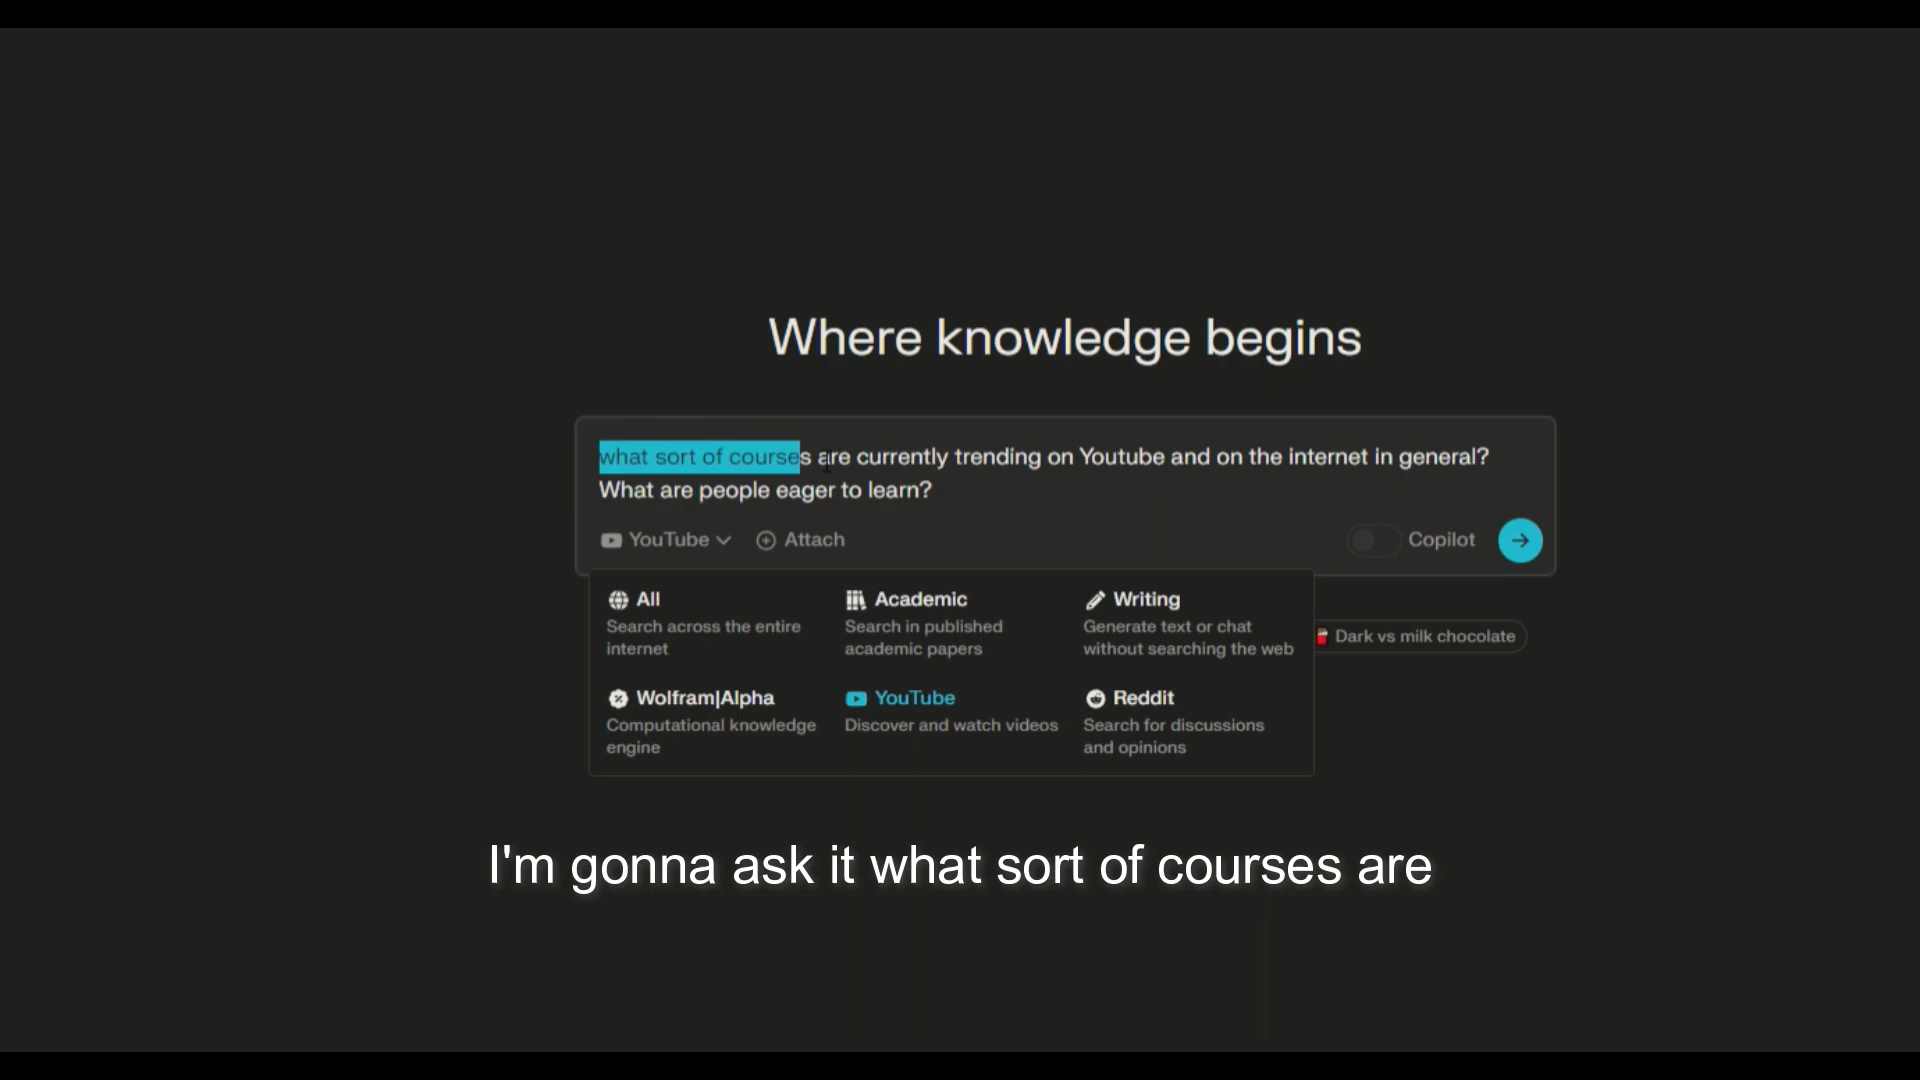 Where knowledge begins
what sort of courses are currently trending on Youtube and on the internet in general?
What are people eager to learn?
YouTube Attach Copilot
All Academic Writing
Search across the entire internet
Search in published academic papers
Generate text or chat without searching the web
Dark vs milk chocolate
Wolfram|Alpha YouTube Reddit
Computational knowledge engine
Discover and watch videos
Search for discussions and opinions
I'm gonna ask it what sort of courses are